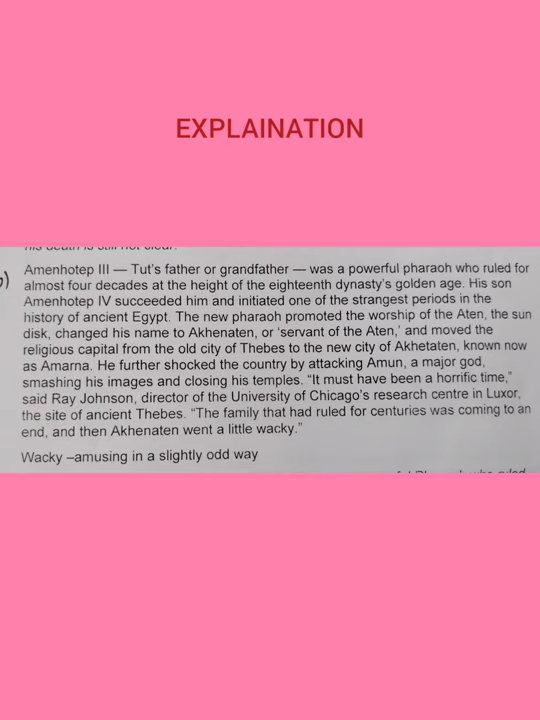 EXPLAINATION
his death is still not clear.
b)
Amenhotep III — Tut's father or grandfather — was a powerful pharaoh who ruled for
almost four decades at the height of the eighteenth dynasty's golden age. His son
Amenhotep IV succeeded him and initiated one of the strangest periods in the
history of ancient Egypt. The new pharaoh promoted the worship of the Aten, the sun
disk, changed his name to Akhenaten, or 'servant of the Aten,' and moved the
religious capital from the old city of Thebes to the new city of Akhetaten, known now
as Amarna. He further shocked the country by attacking Amun, a major god,
smashing his images and closing his temples. “It must have been a horrific time,”
said Ray Johnson, director of the University of Chicago's research centre in Luxor,
the site of ancient Thebes. “The family that had ruled for centuries was coming to an
end, and then Akhenaten went a little wacky.”
Wacky –amusing in a slightly odd way
who ruled